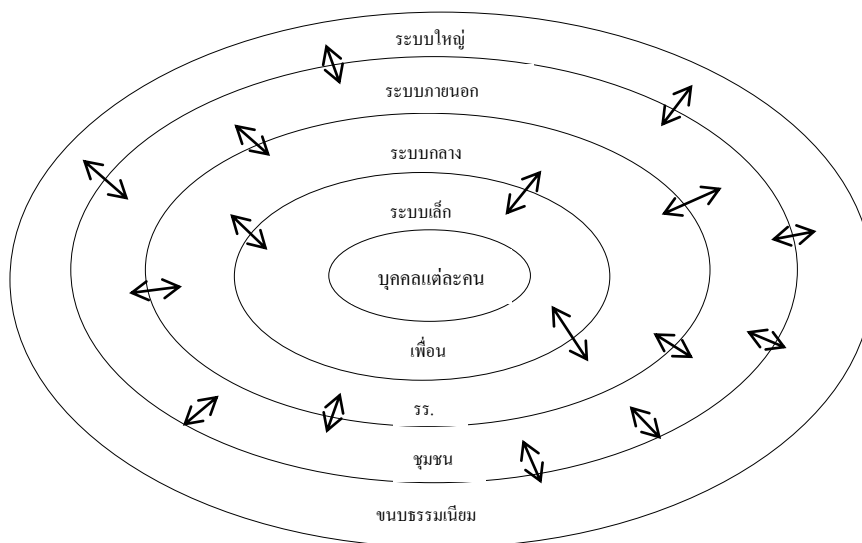 ระบบใหญ่
ระบบภายนอก
ระบบกลาง
ระบบเล็ก
บุคคลแต่ละคน
เพื่อน
รร.
ชุมชน
ขนบธรรมเนียม